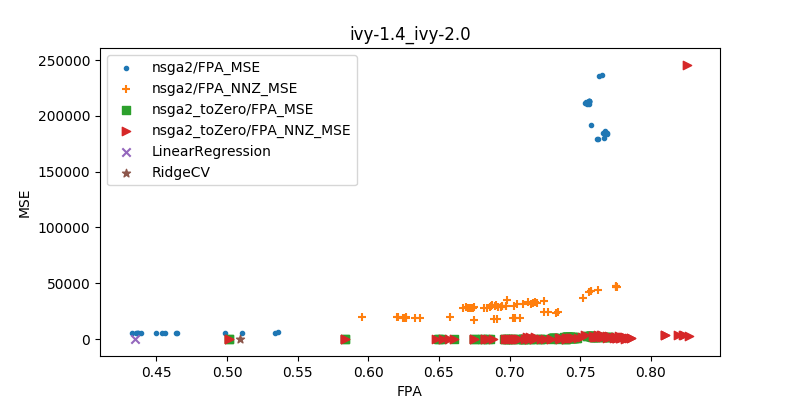 ivy-1.4_ivy-2.0
250000
200000
150000
100000
50000
0
MSE
nsga2/FPA_MSE
nsga2/FPA_NNZ_MSE
nsga2_toZero/FPA_MSE
nsga2_toZero/FPA_NNZ_MSE
LinearRegression
RidgeCV
0.45 0.50 0.55 0.60 0.65 0.70 0.75 0.80
FPA